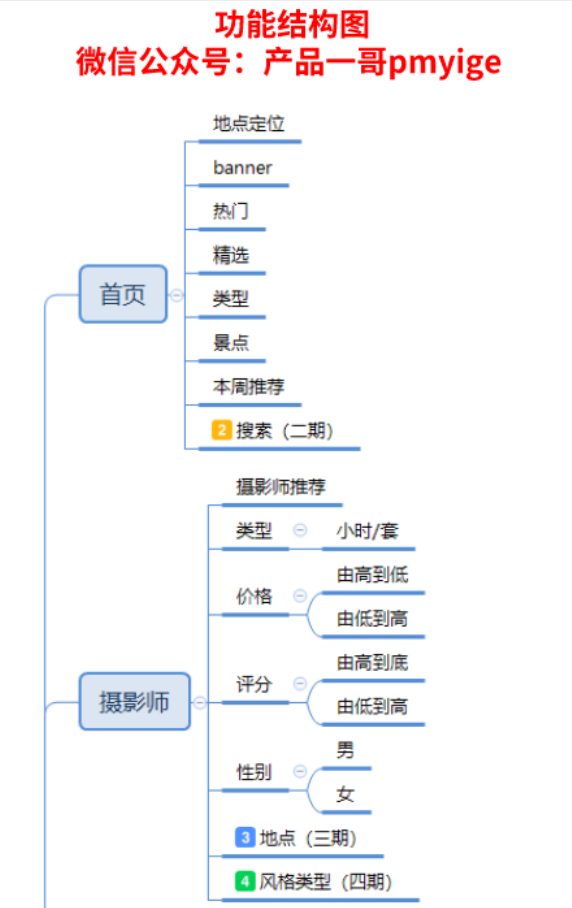 功能结构图
微信公众号：产品一哥pmyige
首页
地点定位
banner
热门
精选
类型
景点
本周推荐
2 搜素（二期）
摄影师
摄影师推荐
类型
小时/套
价格
由高到低
由低到高
评分
由高到底
由低到高
性别
男
女
3 地点（三期）
4 风格类型（四期）